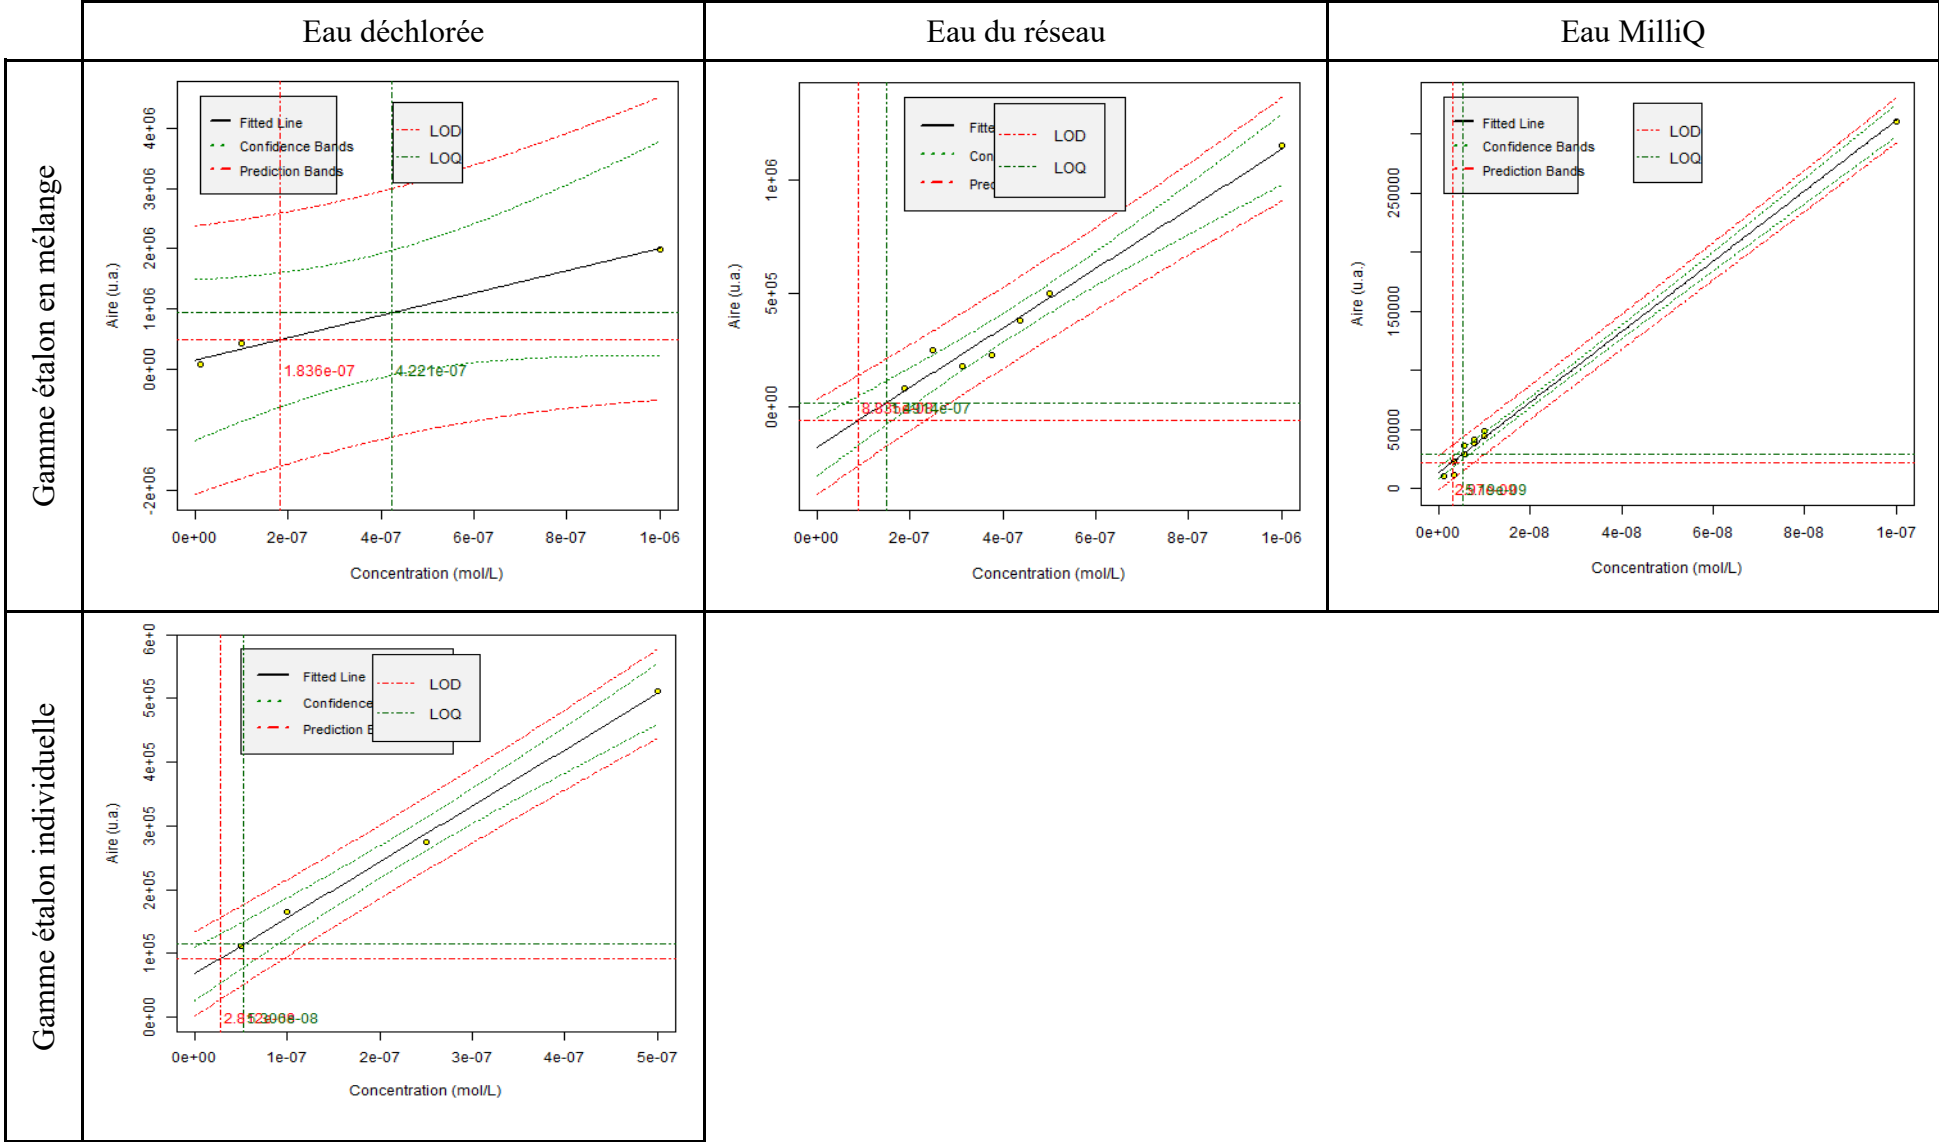 Eau déchlorée
Eau du réseau
Eau MilliQ
Gamme étalon en mélange
Aire (u.a.)
4e+06
3e+06
2e+06
1e+06
0e+00
-2e+06
Fitted Line
Confidence Bands
Prediction Bands
LOD
LOQ
1.836e-07
4.221e-07
0e+00 2e-07 4e-07 6e-07 8e-07 1e-06
Concentration (mol/L)
Aire (u.a.)
1e+06
5e+05
0e+00
Fitte
Con
Prec
LOD
LOQ
0e+00 2e-07 4e-07 6e-07 8e-07 1e-06
Concentration (mol/L)
Aire (u.a.)
250000
150000
50000
0
Fitted Line
Confidence Bands
Prediction Bands
LOD
LOQ
0e+00 2e-08 4e-08 6e-08 8e-08 1e-07
Concentration (mol/L)
Gamme étalon individuelle
Aire (u.a.)
6e+0
5e+05
4e+05
3e+05
2e+05
1e+05
0e+00
Fitted Line
Confidence
Prediction E
LOD
LOQ
0e+00 1e-07 2e-07 3e-07 4e-07 5e-07
Concentration (mol/L)